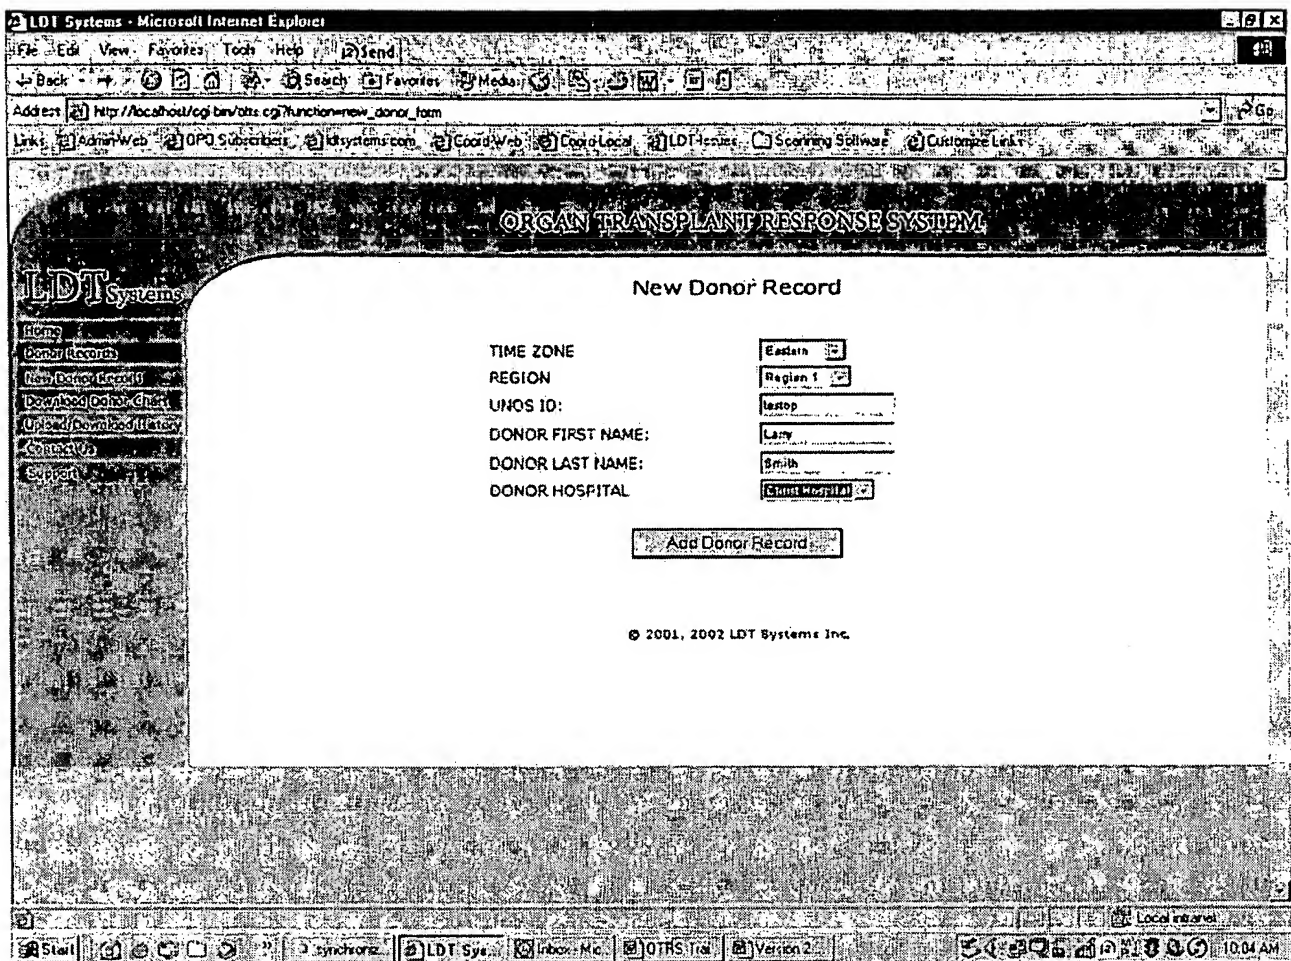 LDT Systems - Microsoft Internet Explorer
File Edit View Favorites Tools Help Send
Back Search Favorites Media
Address http://localhost/cgi-bin/otrs.cgi?function=new_donor_form Go
Links Admin-Web OPO Subscribers ldtsystems.com Coord-Web Coord-Local LDT-Issues Scanning Software Customize Links
ORGAN TRANSPLANT RESPONSE SYSTEM
LDT Systems
New Donor Record
Home
Donor Records
New Donor Record
Download Donor Chart
Upload/Download History
Contact Us
Support
TIME ZONE Eastern
REGION Region 1
UNOS ID: testop
DONOR FIRST NAME: Larry
DONOR LAST NAME: Smith
DONOR HOSPITAL Christ Hospital
Add Donor Record
© 2001, 2002 LDT Systems Inc.
Local intranet
Start synchroniz... LDT Sys... Inbox - Mic... OTRS Trai... Version 2... 10:04 AM